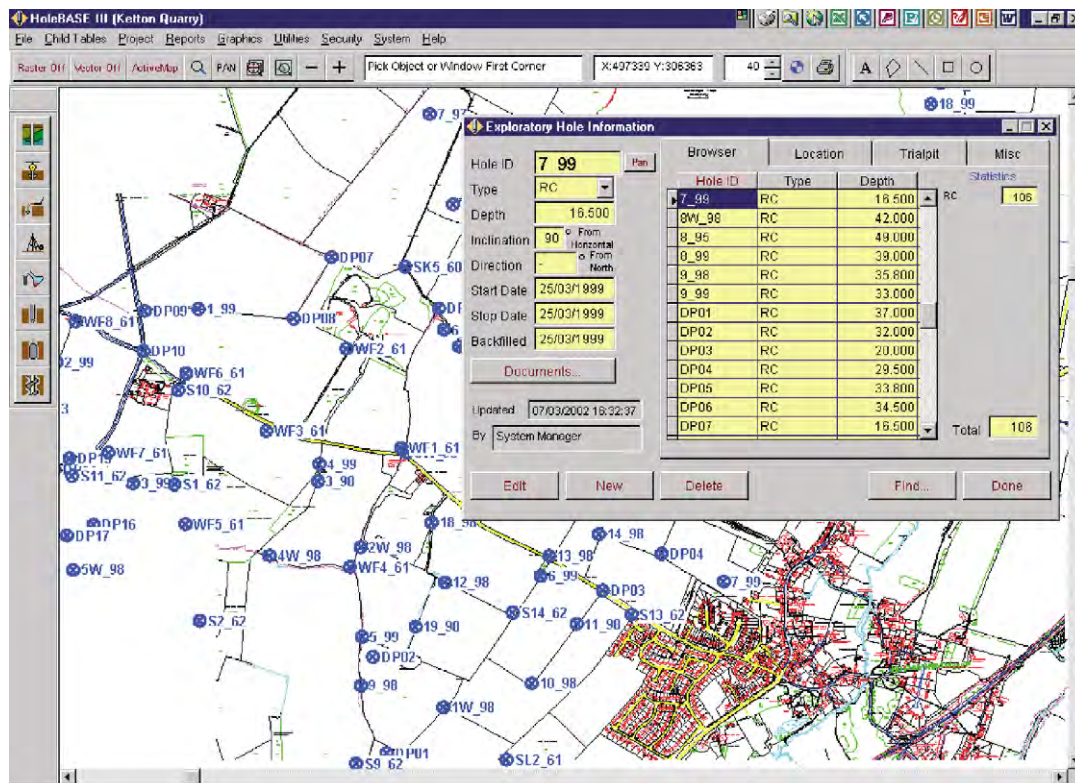 HoleBASE III (Ketton Quarry)
File Child Tables Project Reports Graphics Utilities Security System Help
Raster Off Vector Off ActiveMap PAN Pick Object or Window First Corner X:497339 Y:306363 40 A
7_97
18_99
Exploratory Hole Information
Hole ID 7_99 Pan
Type RC
Depth 16.500
Inclination 90 ° From Horizontal
Direction - ° From North
Start Date 25/03/1999
Stop Date 25/03/1999
Backfilled 25/03/1999
Documents...
Updated 07/03/2002 16:32:37
By System Manager
Browser Location Trialpit Misc
Hole ID Type Depth
7_99 RC 16.500
8W_98 RC 42.000
8_95 RC 49.000
8_99 RC 39.000
9_98 RC 35.800
9_99 RC 33.000
DP01 RC 37.000
DP02 RC 32.000
DP03 RC 20.000
DP04 RC 29.500
DP05 RC 33.800
DP06 RC 34.500
DP07 RC 16.500
Statistics
RC 106
Total 106
Edit New Delete Find... Done
DP07
SK5_60
DP09 1_99
DP08
WF8_61
DP10
WF2_61
2_99
WF6_61
S10_62
WF3_61
3
WF1_61
WF7_61
DP15
4_99
S11_62
3_99 S1_62
3_90
DP16 WF5_61
18_98
DP17
14_98
4W_98
2W_98
13_98
DP04
5W_98
WF4_61
6_99
7_99
12_98
DP03
S2_62
S14_62
S13_62
5_99 19_90
11_90
DP02
9_98
10_98
1W_98
DP01
S9_62
SL2_61